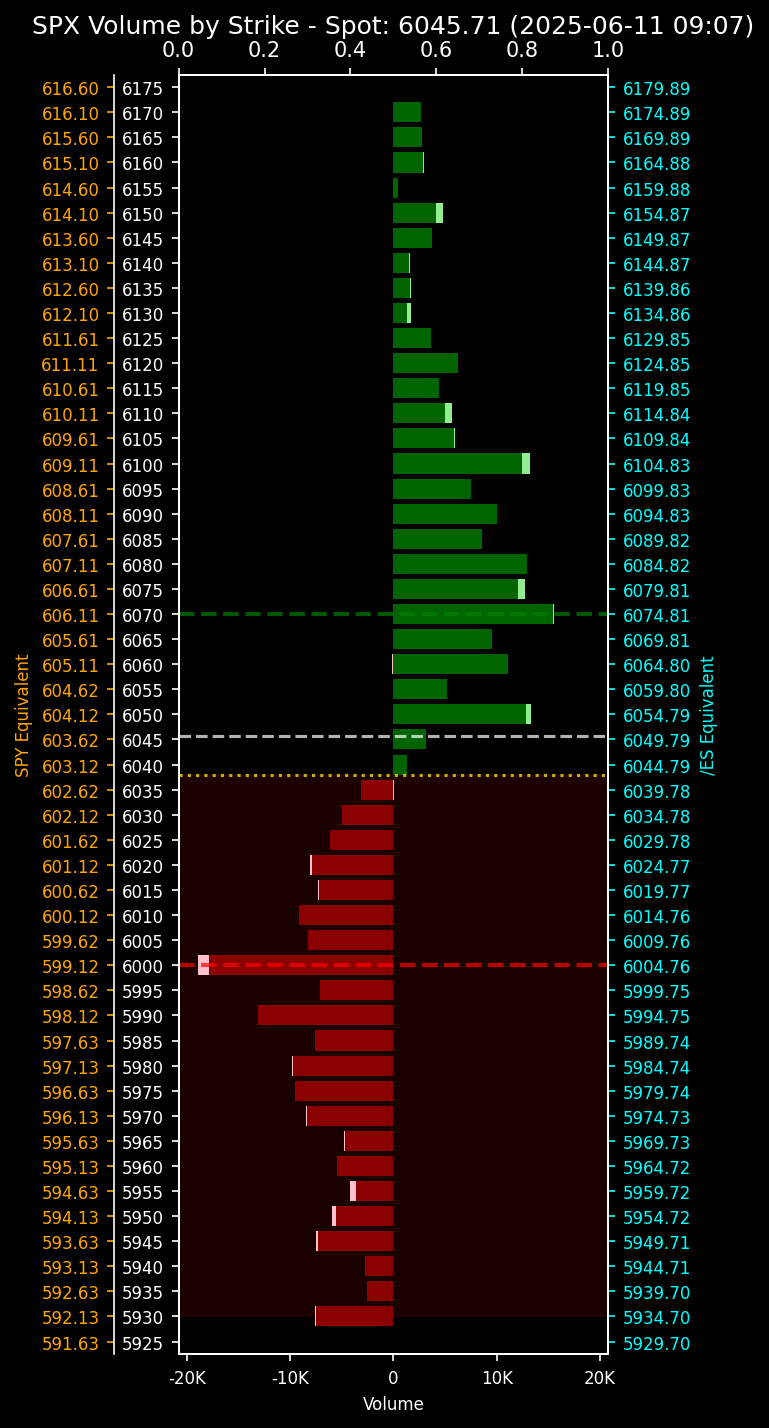 SPX Volume by Strike - Spot: 6045.71 (2025-06-11 09:07)
0.0 0.2 0.4 0.6 0.8 1.0
616.60 6175 6179.89
616.10 6170 6174.89
615.60 6165 6169.89
615.10 6160 6164.88
614.60 6155 6159.88
614.10 6150 6154.87
613.60 6145 6149.87
613.10 6140 6144.87
612.60 6135 6139.86
612.10 6130 6134.86
611.61 6125 6129.85
611.11 6120 6124.85
610.61 6115 6119.85
610.11 6110 6114.84
609.61 6105 6109.84
609.11 6100 6104.83
608.61 6095 6099.83
608.11 6090 6094.83
607.61 6085 6089.82
607.11 6080 6084.82
606.61 6075 6079.81
606.11 6070 6074.81
605.61 6065 6069.81
605.11 6060 6064.80
604.62 6055 6059.80
604.12 6050 6054.79
603.62 6045 6049.79
603.12 6040 6044.79
602.62 6035 6039.78
602.12 6030 6034.78
601.62 6025 6029.78
601.12 6020 6024.77
600.62 6015 6019.77
600.12 6010 6014.76
599.62 6005 6009.76
599.12 6000 6004.76
598.62 5995 5999.75
598.12 5990 5994.75
597.63 5985 5989.74
597.13 5980 5984.74
596.63 5975 5979.74
596.13 5970 5974.73
595.63 5965 5969.73
595.13 5960 5964.72
594.63 5955 5959.72
594.13 5950 5954.72
593.63 5945 5949.71
593.13 5940 5944.71
592.63 5935 5939.70
592.13 5930 5934.70
591.63 5925 5929.70
SPY Equivalent
/ES Equivalent
-20K -10K 0 10K 20K
Volume